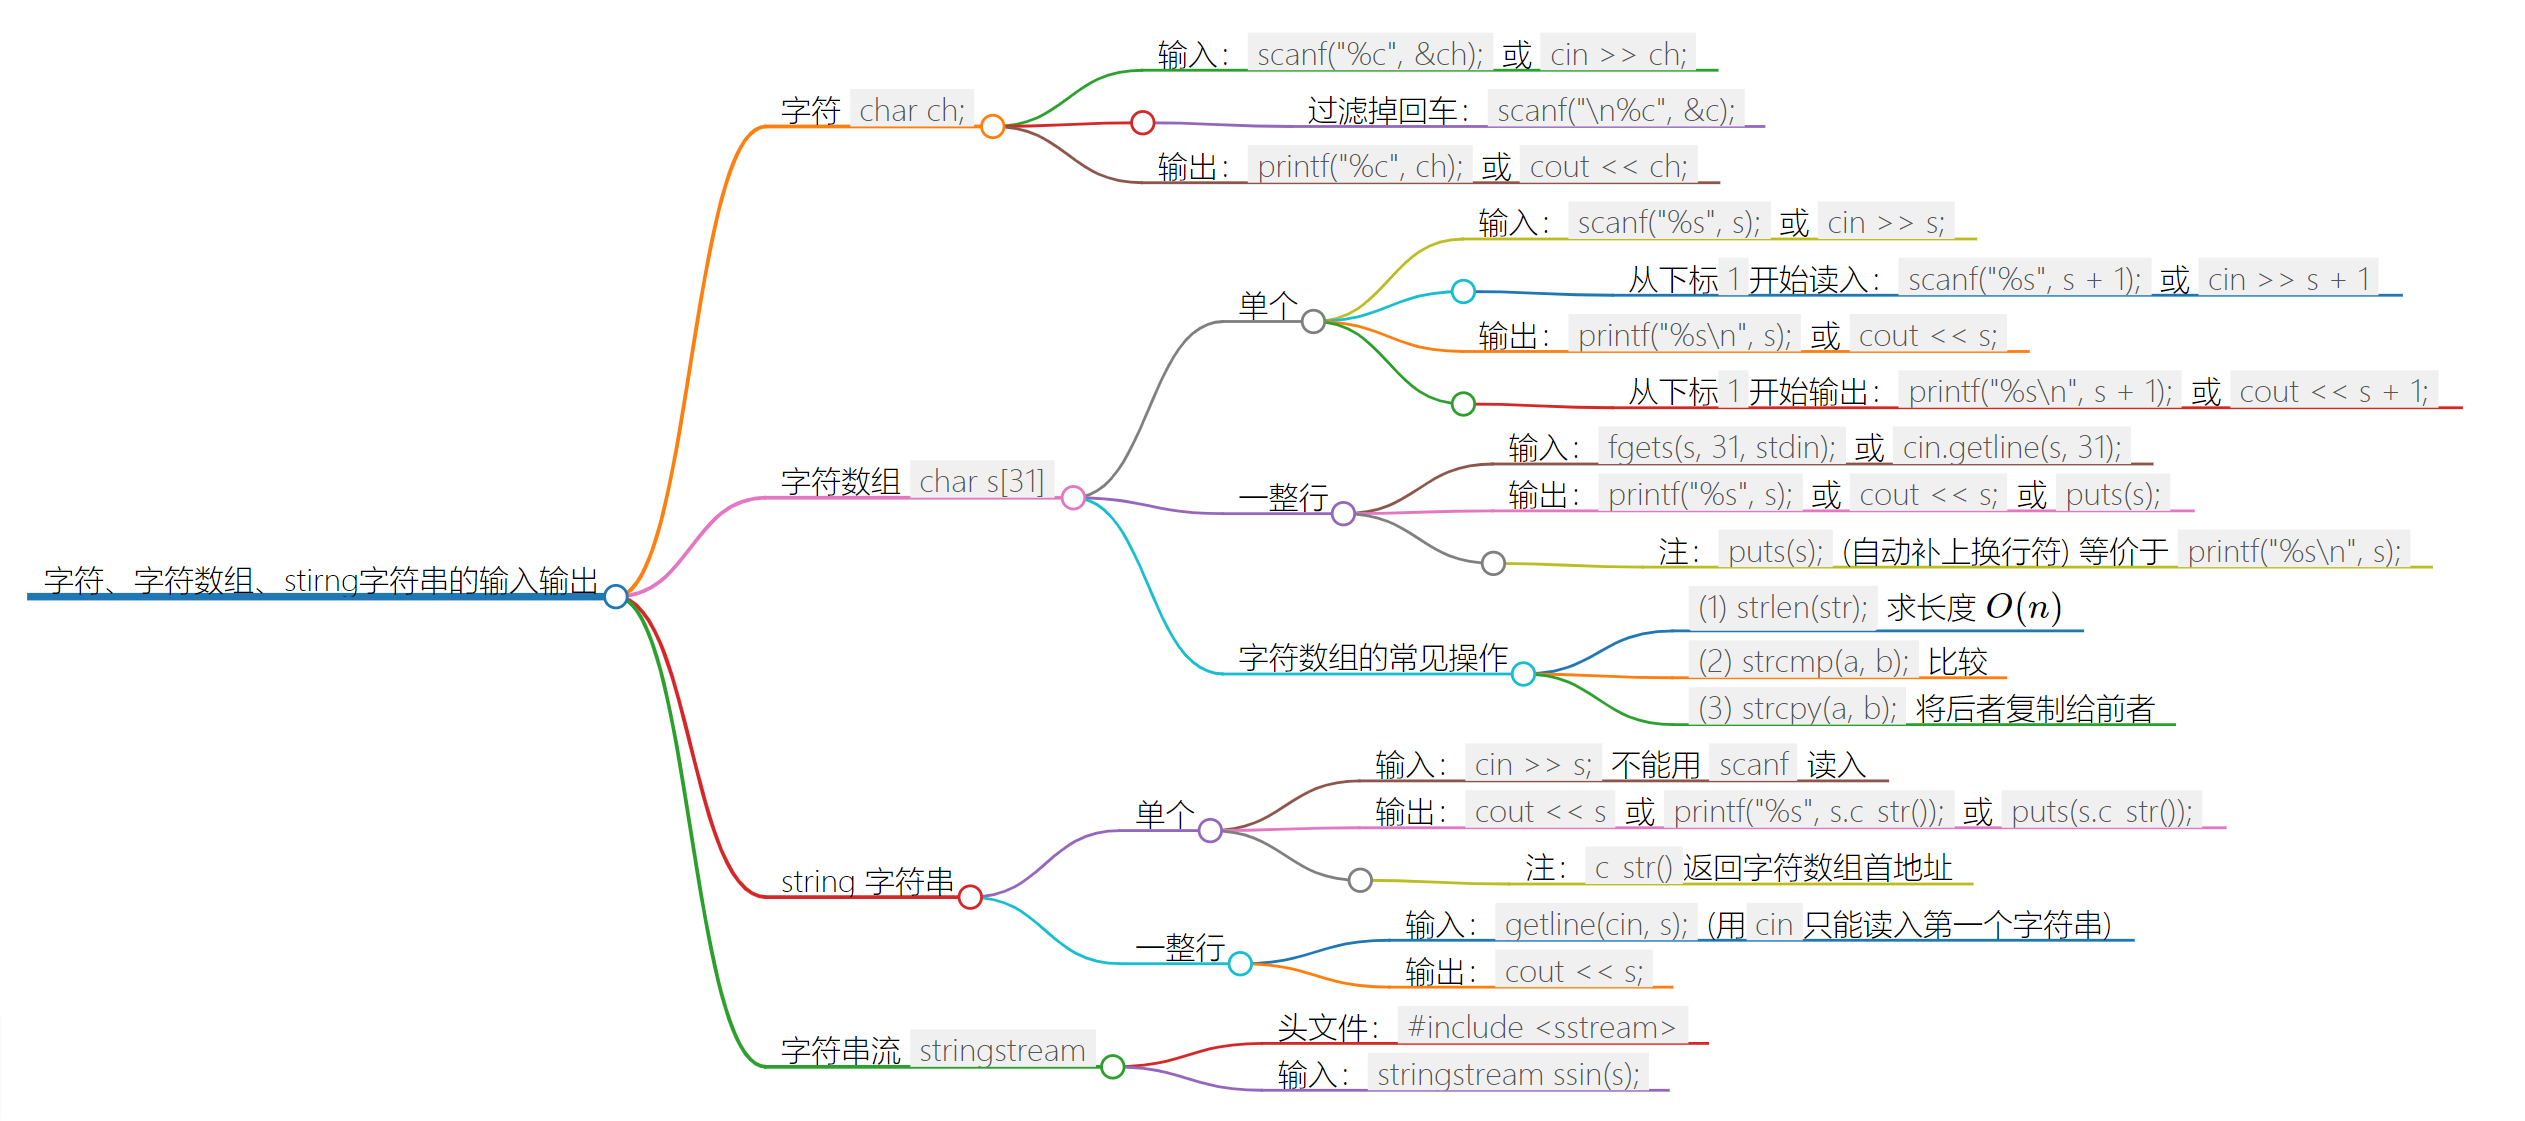 字符、字符数组、stirng字符串的输入输出
字符 char ch;
输入： scanf("%c", &ch); 或 cin >> ch;
过滤掉回车： scanf("\n%c", &c);
输出： printf("%c", ch); 或 cout << ch;
字符数组 char s[31]
单个
输入： scanf("%s", s); 或 cin >> s;
从下标 1 开始读入： scanf("%s", s + 1); 或 cin >> s + 1
输出： printf("%s\n", s); 或 cout << s;
从下标 1 开始输出： printf("%s\n", s + 1); 或 cout << s + 1;
一整行
输入： fgets(s, 31, stdin); 或 cin.getline(s, 31);
输出： printf("%s", s); 或 cout << s; 或 puts(s);
注： puts(s); (自动补上换行符) 等价于 printf("%s\n", s);
字符数组的常见操作
(1) strlen(str); 求长度 O(n)
(2) strcmp(a, b); 比较
(3) strcpy(a, b); 将后者复制给前者
string 字符串
单个
输入： cin >> s; 不能用 scanf 读入
输出： cout << s 或 printf("%s", s.c_str()); 或 puts(s.c_str());
注： c_str() 返回字符数组首地址
一整行
输入： getline(cin, s); (用 cin 只能读入第一个字符串)
输出： cout << s;
字符串流 stringstream
头文件： #include <sstream>
输入： stringstream ssin(s);